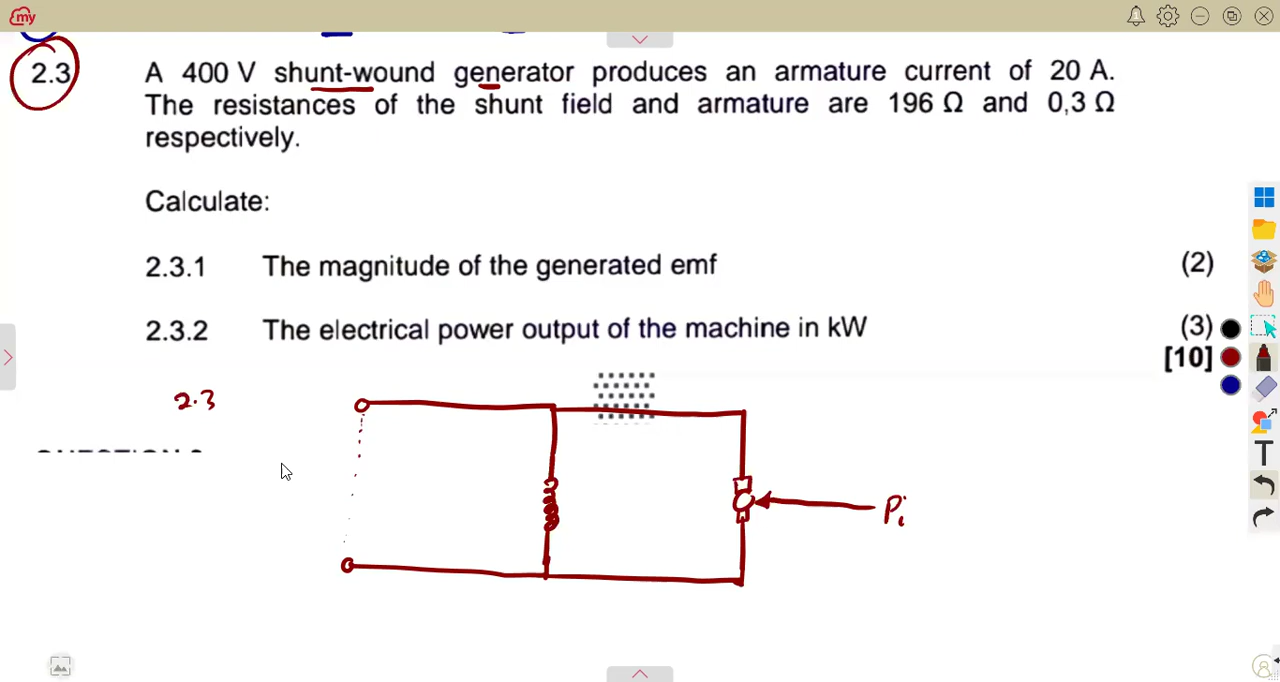 my
2.3 A 400 V shunt-wound generator produces an armature current of 20 A.
The resistances of the shunt field and armature are 196 Ω and 0,3 Ω
respectively.
Calculate:
2.3.1 The magnitude of the generated emf (2)
2.3.2 The electrical power output of the machine in kW (3)
[10]
2.3
Pi
T